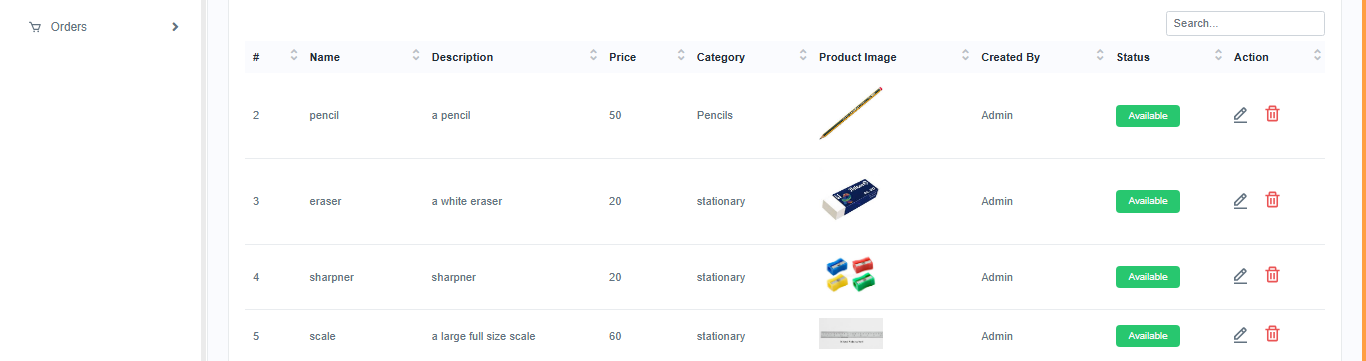 Orders
Search...
# Name Description Price Category Product Image Created By Status Action
2 pencil a pencil 50 Pencils Admin Available
3 eraser a white eraser 20 stationary Admin Available
4 sharpner sharpner 20 stationary Admin Available
5 scale a large full size scale 60 stationary Admin Available